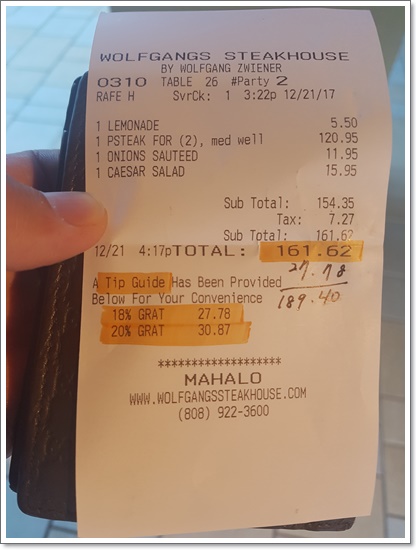 WOLFGANGS STEAKHOUSE
BY WOLFGANG ZWIENER
0310 TABLE 26 #Party 2
RAFE H SvrCk: 1 3:22p 12/21/17
1 LEMONADE 5.50
1 PSTEAK FOR (2), med well 120.95
1 ONIONS SAUTEED 11.95
1 CAESAR SALAD 15.95
Sub Total: 154.35
Tax: 7.27
Sub Total: 161.62
12/21 4:17pTOTAL: 161.62
27.78
A Tip Guide Has Been Provided
Below For Your Convenience 189.40
18% GRAT 27.78
20% GRAT 30.87
********************
MAHALO
WWW.WOLFGANGSSTEAKHOUSE.COM
(808) 922-3600